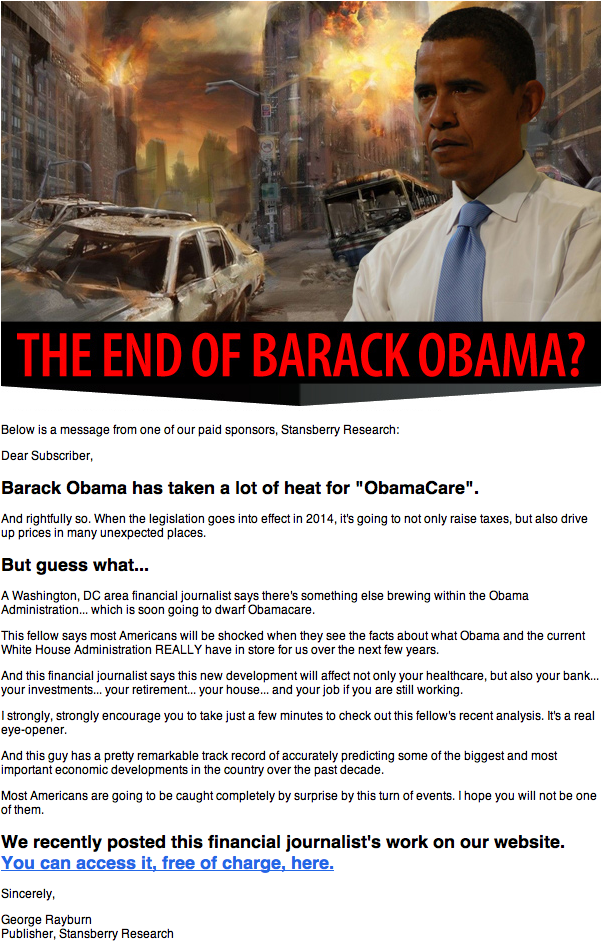 THE END OF BARACK OBAMA?
Below is a message from one of our paid sponsors, Stansberry Research:
Dear Subscriber,
Barack Obama has taken a lot of heat for "ObamaCare".
And rightfully so. When the legislation goes into effect in 2014, it's going to not only raise taxes, but also drive
up prices in many unexpected places.
But guess what...
A Washington, DC area financial journalist says there's something else brewing within the Obama
Administration... which is soon going to dwarf Obamacare.
This fellow says most Americans will be shocked when they see the facts about what Obama and the current
White House Administration REALLY have in store for us over the next few years.
And this financial journalist says this new development will affect not only your healthcare, but also your bank...
your investments... your retirement... your house... and your job if you are still working.
I strongly, strongly encourage you to take just a few minutes to check out this fellow's recent analysis. It's a real
eye-opener.
And this guy has a pretty remarkable track record of accurately predicting some of the biggest and most
important economic developments in the country over the past decade.
Most Americans are going to be caught completely by surprise by this turn of events. I hope you will not be one
of them.
We recently posted this financial journalist's work on our website.
You can access it, free of charge, here.
Sincerely,
George Rayburn
Publisher, Stansberry Research